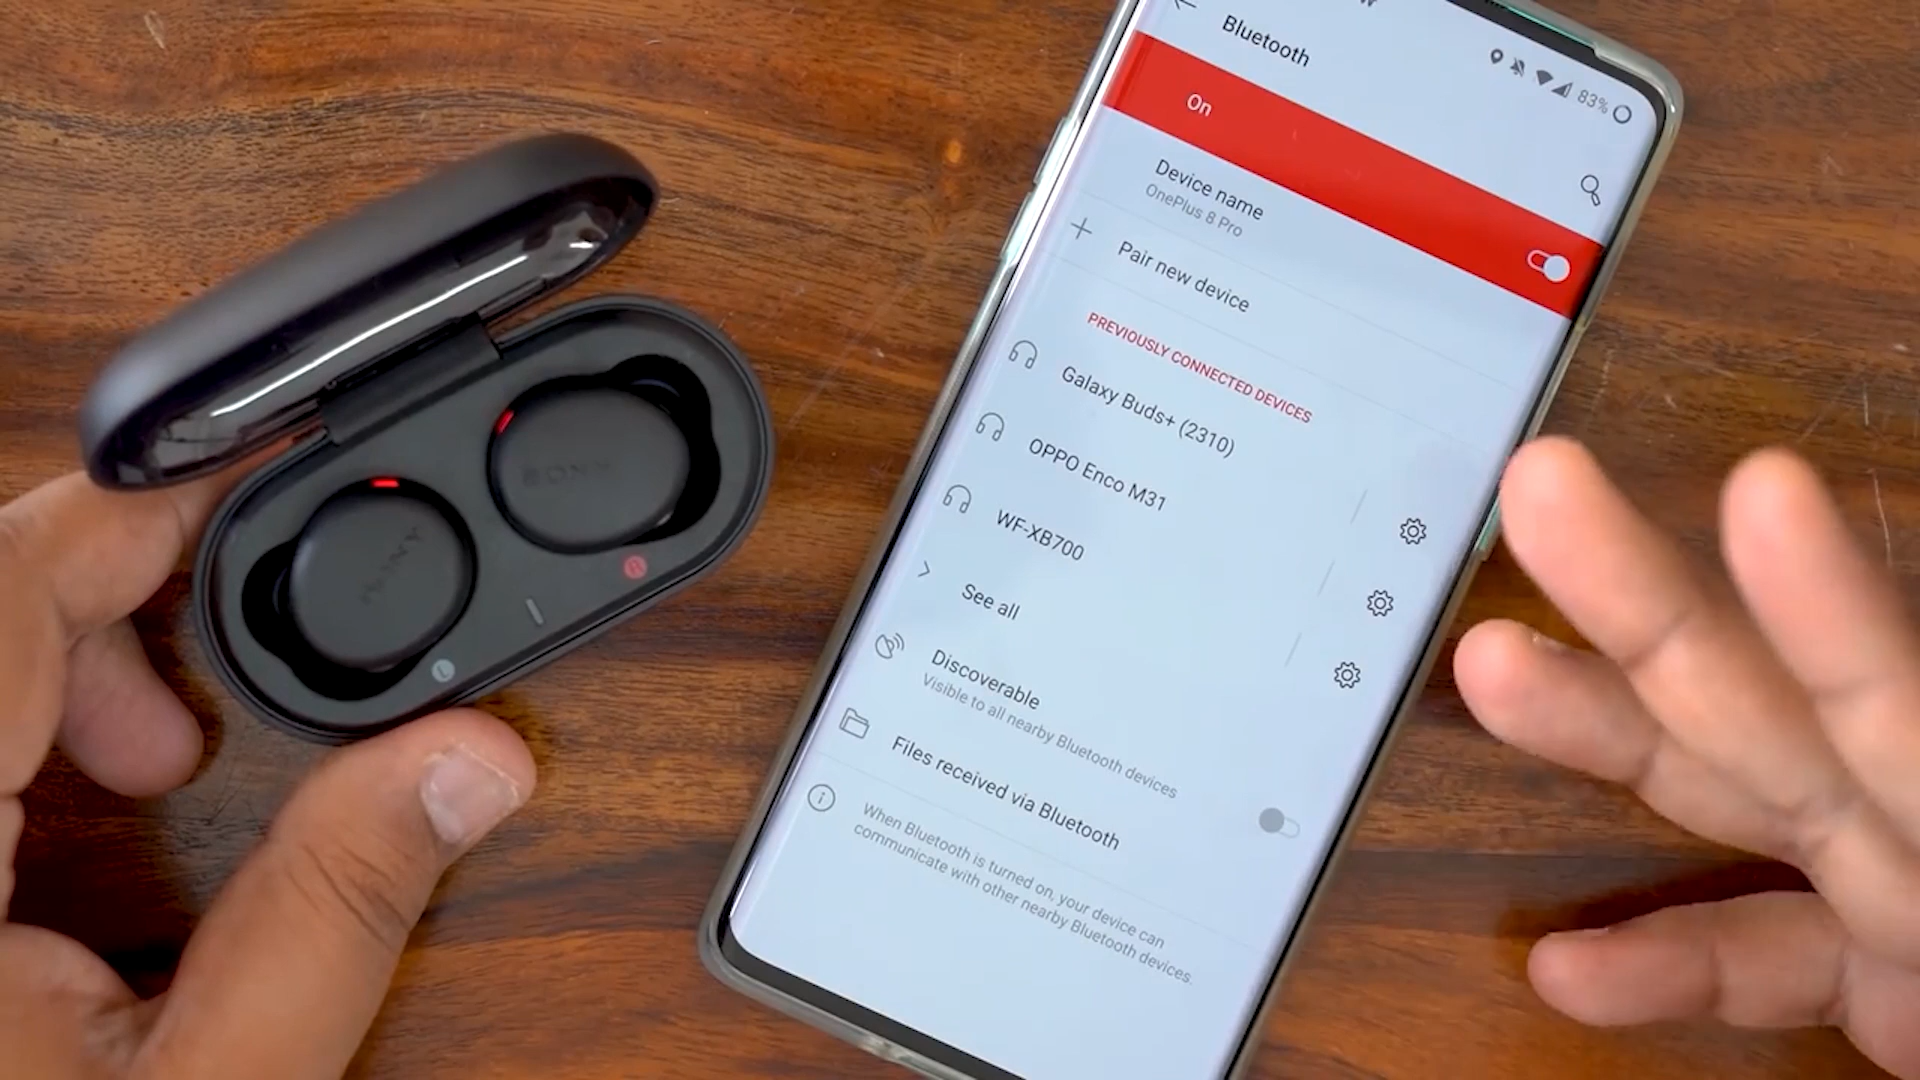 Bluetooth
83%
On
Device name
OnePlus 8 Pro
Pair new device
PREVIOUSLY CONNECTED DEVICES
Galaxy Buds+ (2310)
OPPO Enco M31
WF-XB700
See all
Discoverable
Visible to all nearby Bluetooth devices
Files received via Bluetooth
When Bluetooth is turned on, your device can
communicate with other nearby Bluetooth devices.
SONY
SONY
L
R